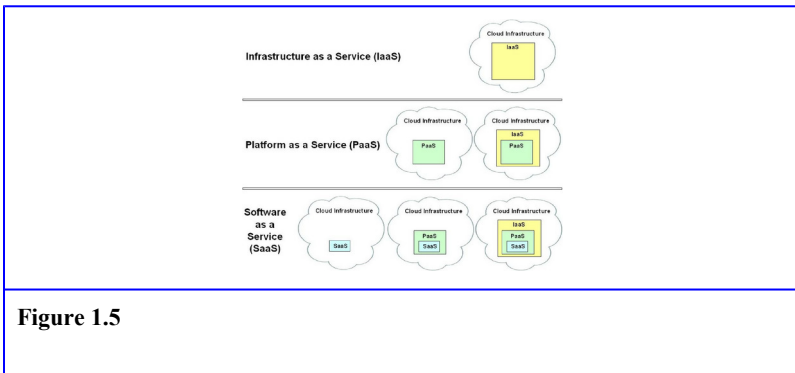 Cloud Infrastructure
IaaS
Infrastructure as a Service (IaaS)
Cloud Infrastructure
Cloud Infrastructure
IaaS
Platform as a Service (PaaS)
PaaS
PaaS
Software
as a
Service
(SaaS)
Cloud Infrastructure
SaaS
Cloud Infrastructure
PaaS
SaaS
Cloud Infrastructure
IaaS
PaaS
SaaS
Figure 1.5